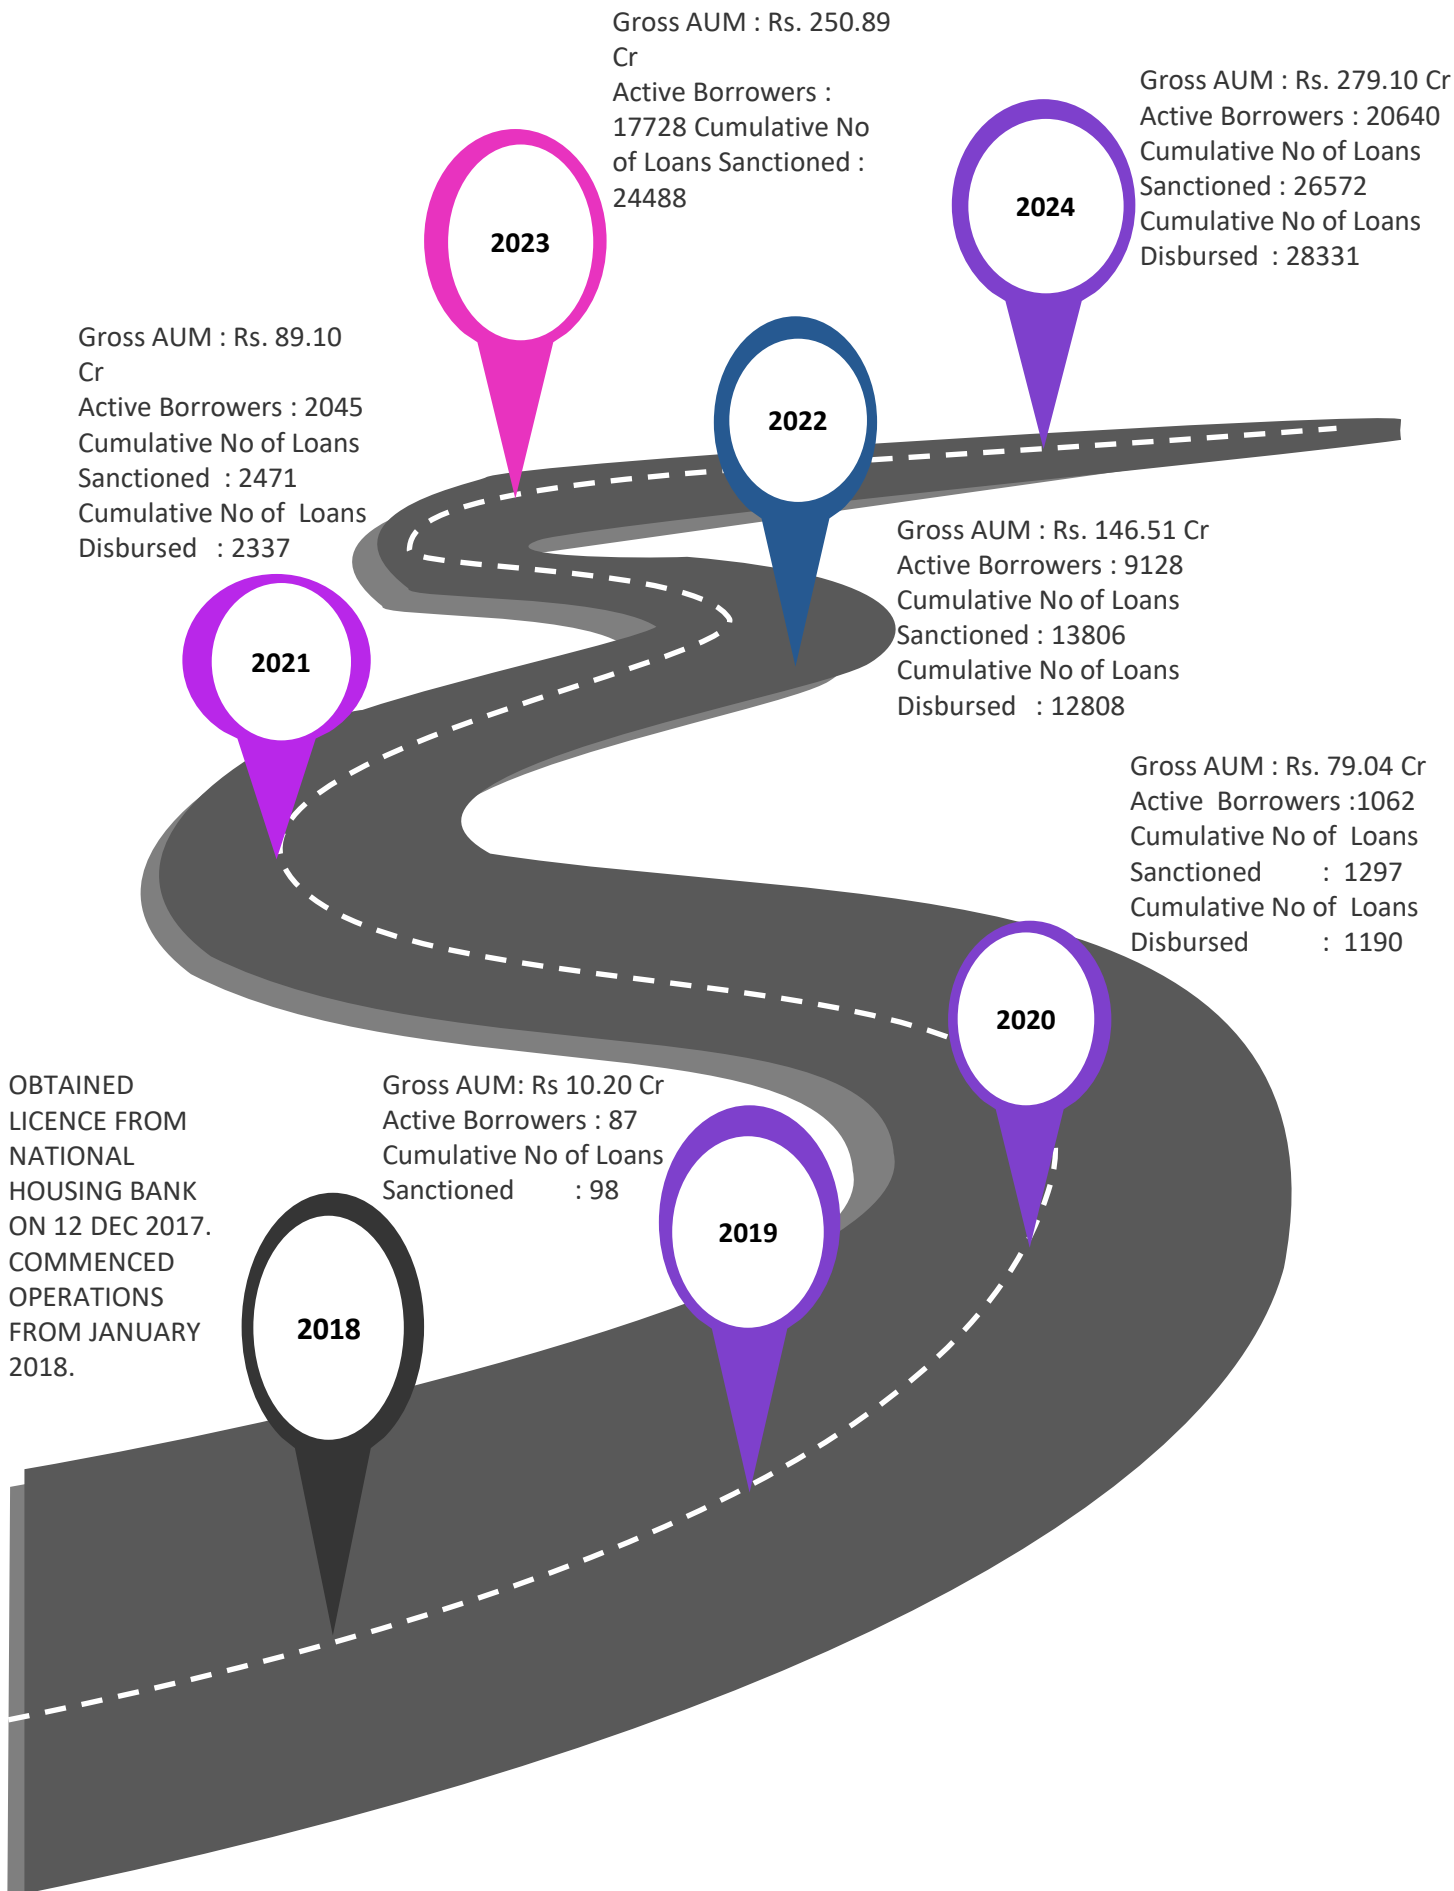 Gross AUM : Rs. 250.89
Cr
Active Borrowers :
17728 Cumulative No
of Loans Sanctioned :
24488
Gross AUM : Rs. 279.10 Cr
Active Borrowers : 20640
Cumulative No of Loans
Sanctioned : 26572
Cumulative No of Loans
Disbursed : 28331
2024
2023
Gross AUM : Rs. 89.10
Cr
Active Borrowers : 2045
Cumulative No of Loans
Sanctioned : 2471
Cumulative No of Loans
Disbursed : 2337
2022
Gross AUM : Rs. 146.51 Cr
Active Borrowers : 9128
Cumulative No of Loans
Sanctioned : 13806
Cumulative No of Loans
Disbursed : 12808
2021
Gross AUM : Rs. 79.04 Cr
Active Borrowers :1062
Cumulative No of Loans
Sanctioned : 1297
Cumulative No of Loans
Disbursed : 1190
2020
OBTAINED
LICENCE FROM
NATIONAL
HOUSING BANK
ON 12 DEC 2017.
COMMENCED
OPERATIONS
FROM JANUARY
2018.
Gross AUM: Rs 10.20 Cr
Active Borrowers : 87
Cumulative No of Loans
Sanctioned : 98
2019
2018